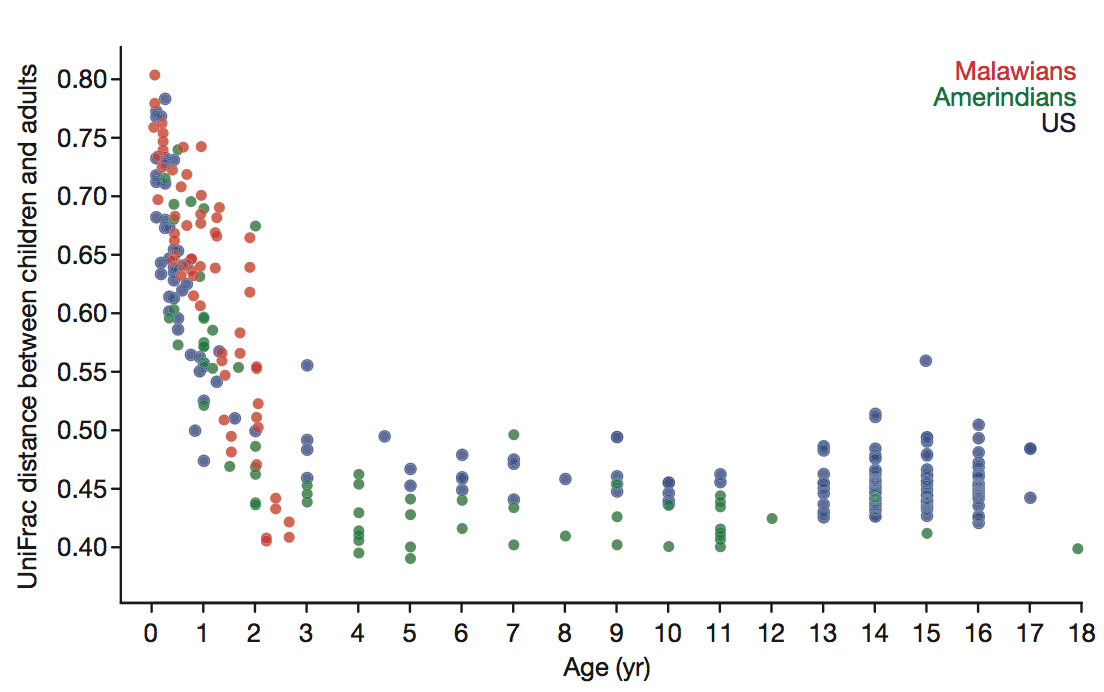 UniFrac distance between children and adults
0.80
0.75
0.70
0.65
0.60
0.55
0.50
0.45
0.40
Malawians
Amerindians
US
0 1 2 3 4 5 6 7 8 9 10 11 12 13 14 15 16 17 18
Age (yr)